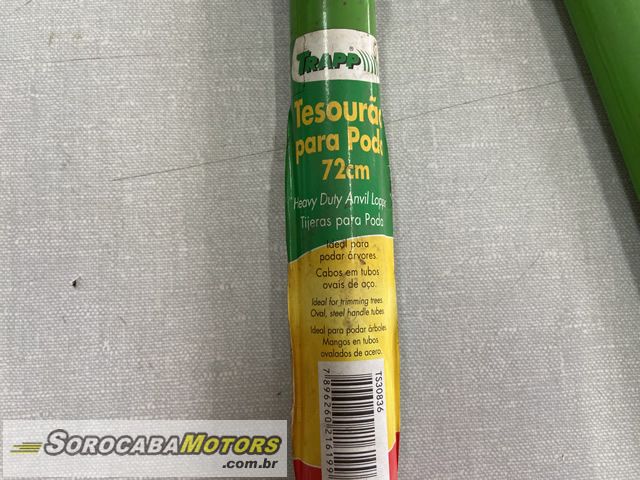 TRAPP
Tesourão
para Poda
72cm
Heavy Duty Anvil Loppe
Tijeras para Poda
Ideal para
podar árvores.
Cabos em tubos
ovais de aço.
Ideal for trimming trees.
Oval, steel handle tubes.
Ideal para podar árboles.
Mangos en tubos
ovalados de acero.
TS30836
7896260216199
SOROCABAMOTORS
.com.br